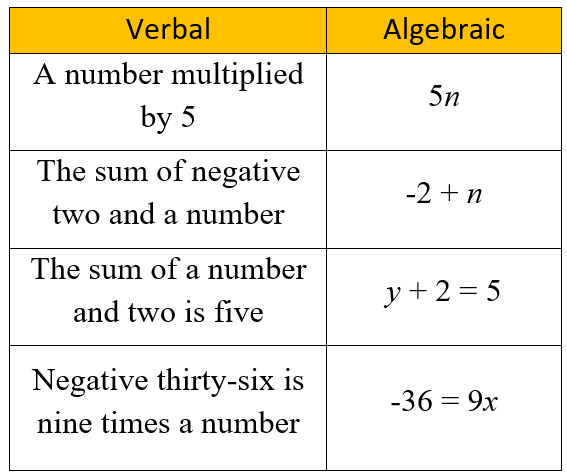 Verbal Algebraic
A number multiplied
by 5
5n
The sum of negative
two and a number
-2 + n
The sum of a number
and two is five
y + 2 = 5
Negative thirty-six is
nine times a number
-36 = 9x